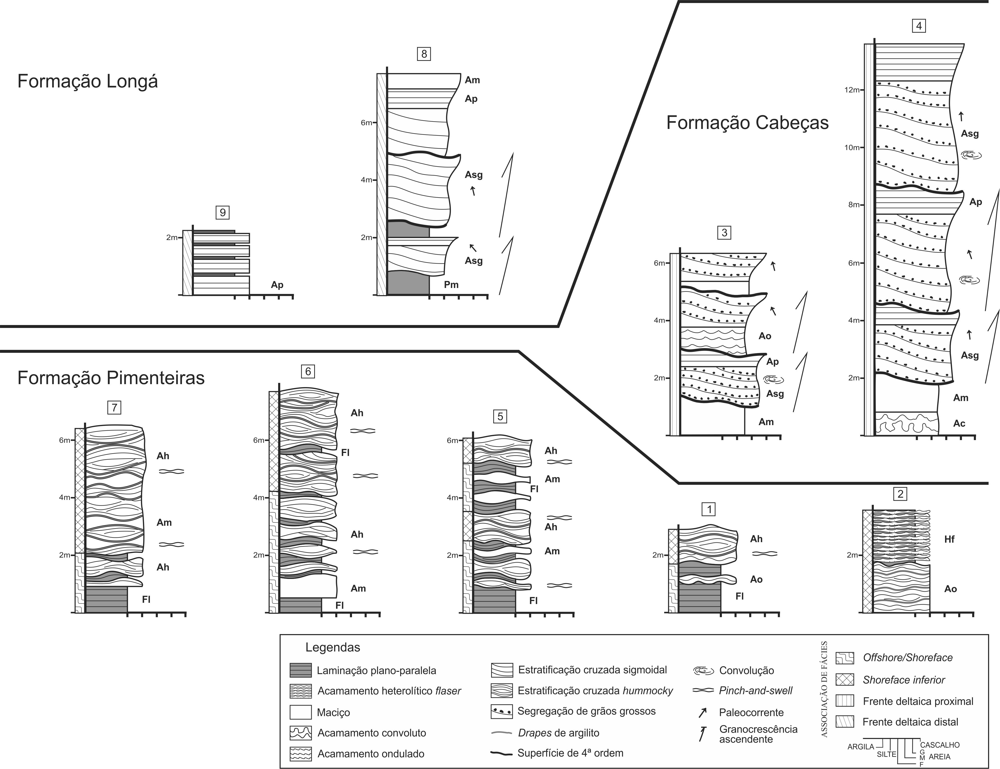 Formação Longá
9
2m
Ap
8
6m
4m
2m
Am
Ap
Asg
Asg
Pm
Formação Cabeças
3
6m
4m
2m
Ao
Ap
Asg
Am
4
12m
10m
8m
6m
4m
2m
Asg
Ap
Asg
Am
Ac
Formação Pimenteiras
7
6m
4m
2m
Ah
Am
Ah
Fl
6
6m
4m
2m
Ah
Fl
Ah
Am
Fl
5
6m
4m
2m
Ah
Am
Fl
Ah
Am
Fl
1
2m
Ah
Ao
Fl
2
2m
Hf
Ao
Legendas
Laminação plano-paralela
Acamamento heterolítico flaser
Maciço
Acamamento convoluto
Acamamento ondulado
Estratificação cruzada sigmoidal
Estratificação cruzada hummocky
Segregação de grãos grossos
Drapes de argilito
Superfície de 4ª ordem
Convolução
Pinch-and-swell
Paleocorrente
Granocrescência
ascendente
ASSOCIAÇÃO DE FÁCIES
Offshore/Shoreface
Shoreface inferior
Frente deltaica proximal
Frente deltaica distal
ARGILA
SILTE
CASCALHO
G
M AREIA
F